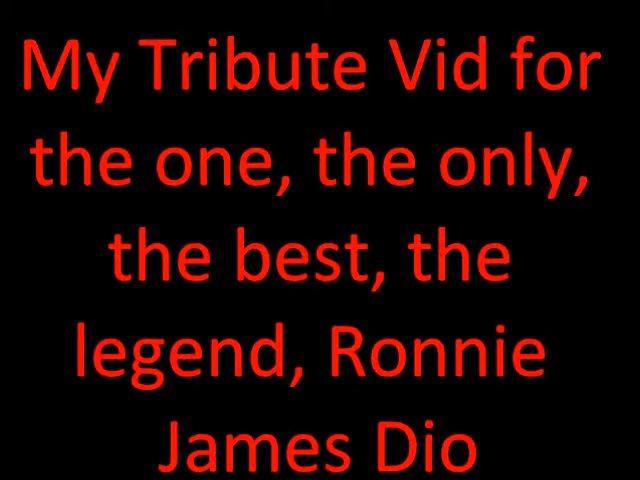 My Tribute Vid for
the one, the only,
the best, the
legend, Ronnie
James Dio